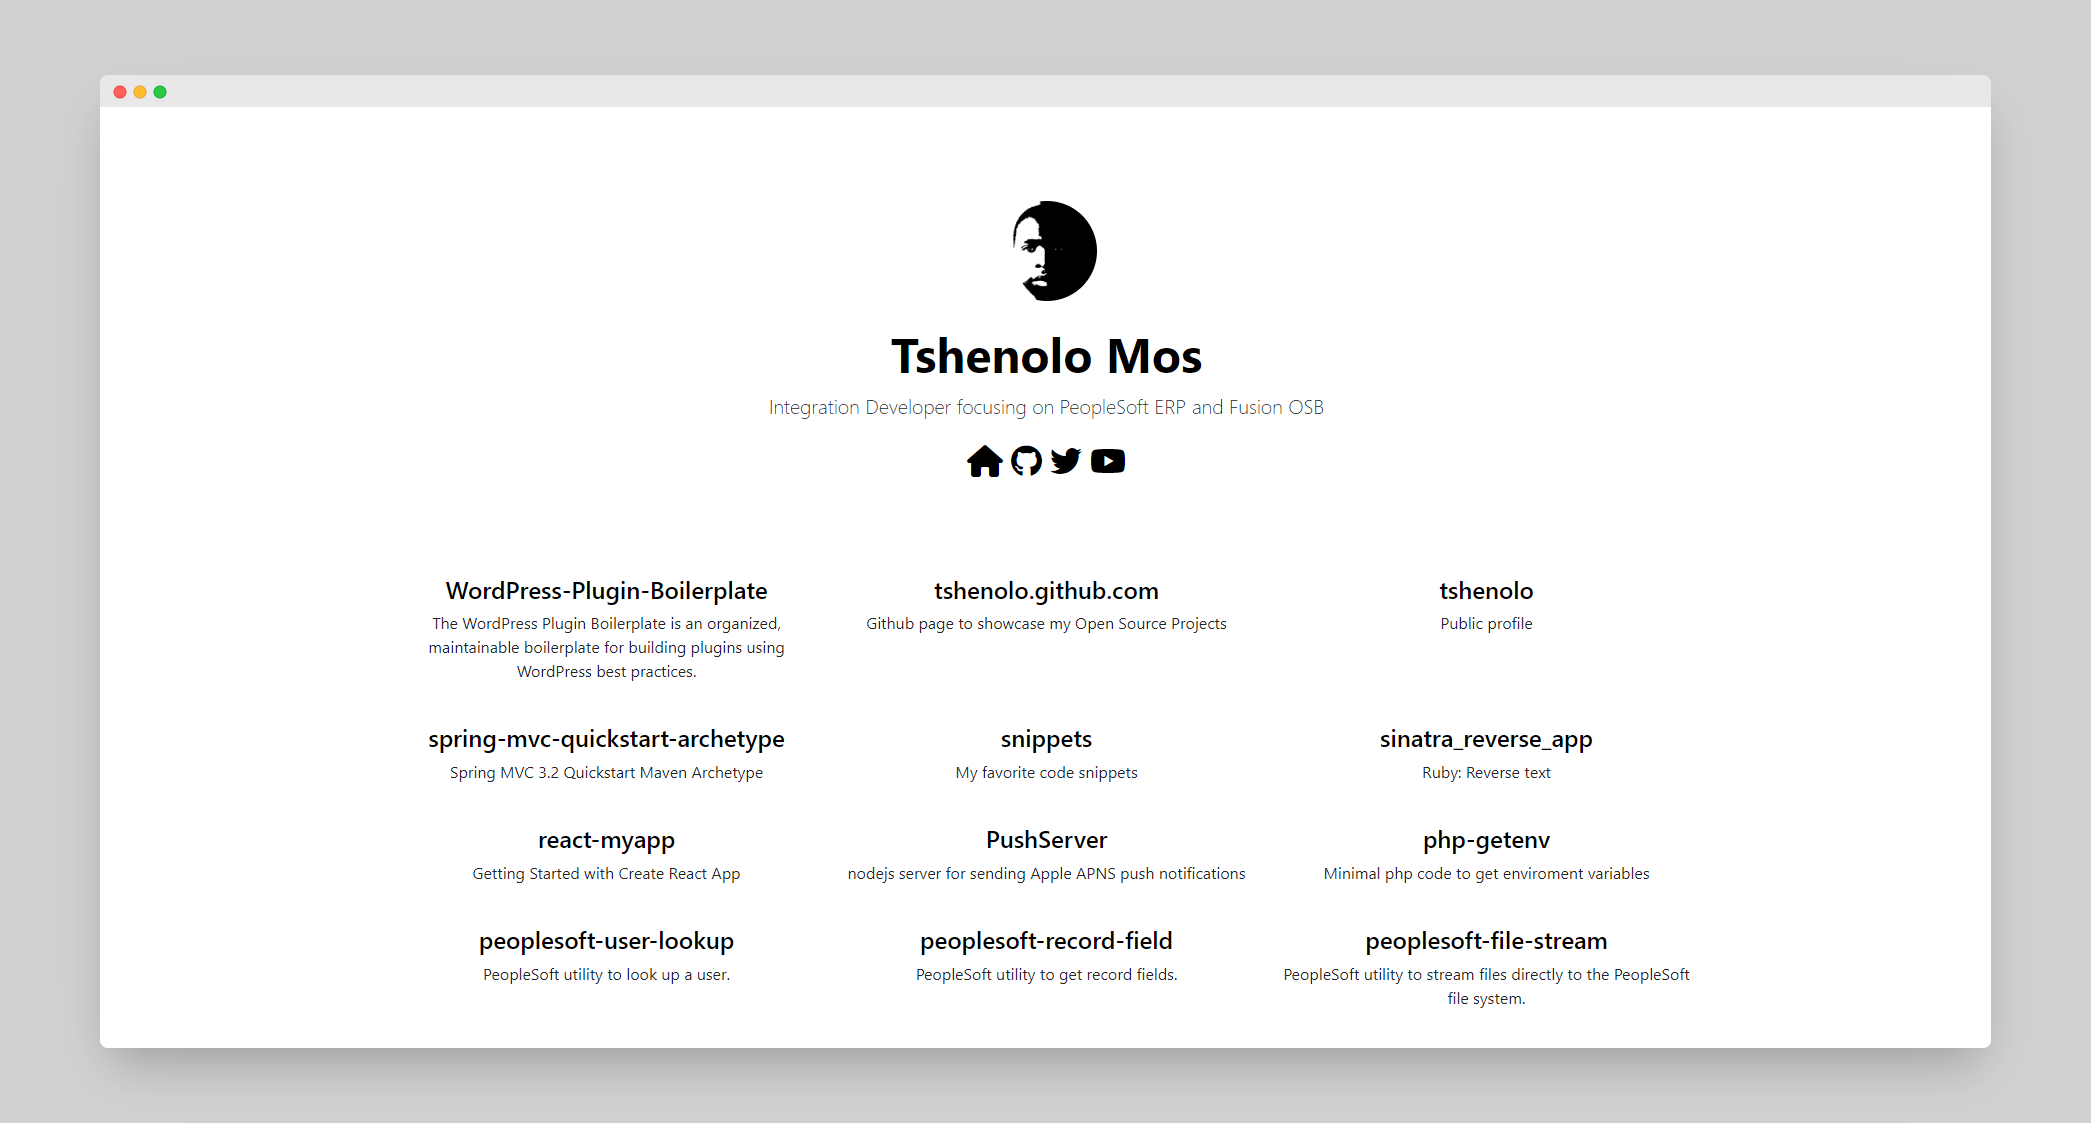 Tshenolo Mos
Integration Developer focusing on PeopleSoft ERP and Fusion OSB
WordPress-Plugin-Boilerplate
The WordPress Plugin Boilerplate is an organized,
maintainable boilerplate for building plugins using
WordPress best practices.
tshenolo.github.com
Github page to showcase my Open Source Projects
tshenolo
Public profile
spring-mvc-quickstart-archetype
Spring MVC 3.2 Quickstart Maven Archetype
snippets
My favorite code snippets
sinatra_reverse_app
Ruby: Reverse text
react-myapp
Getting Started with Create React App
PushServer
nodejs server for sending Apple APNS push notifications
php-getenv
Minimal php code to get enviroment variables
peoplesoft-user-lookup
PeopleSoft utility to look up a user.
peoplesoft-record-field
PeopleSoft utility to get record fields.
peoplesoft-file-stream
PeopleSoft utility to stream files directly to the PeopleSoft
file system.